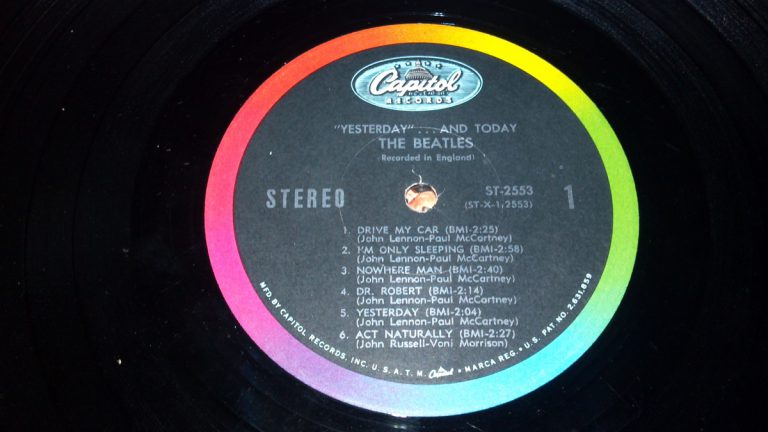 Capitol
RECORDS
"YESTERDAY"... AND TODAY
THE BEATLES
(Recorded in England)
STEREO
ST-2553
(ST-X-1,2553)
1
1. DRIVE MY CAR (BMI-2:25)
(John Lennon-Paul McCartney)
2. I'M ONLY SLEEPING (BMI-2:58)
(John Lennon-Paul McCartney)
3. NOWHERE MAN (BMI-2:40)
(John Lennon-Paul McCartney)
4. DR. ROBERT (BMI-2:14)
(John Lennon-Paul McCartney)
5. YESTERDAY (BMI-2:04)
(John Lennon-Paul McCartney)
6. ACT NATURALLY (BMI-2:27)
(John Russell-Voni Morrison)
MFD. BY CAPITOL RECORDS, INC. U.S.A. T.M. Capitol • MARCA REG. • U.S. PAT. NO. 2,631,859